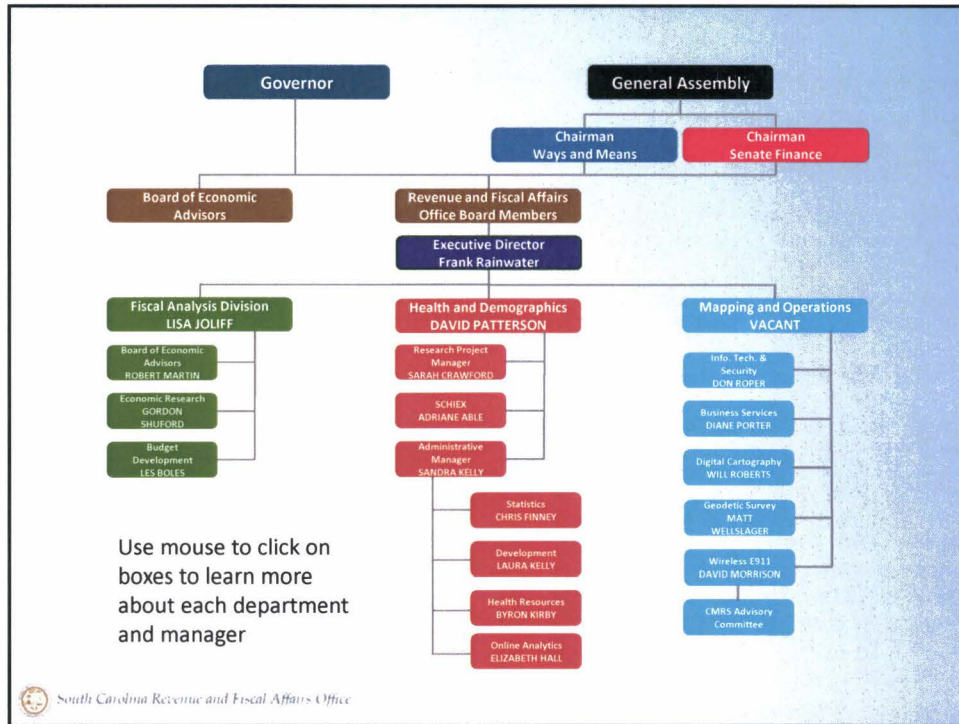 Governor
General Assembly
Chairman
Ways and Means
Chairman
Senate Finance
Board of Economic
Advisors
Revenue and Fiscal Affairs
Office Board Members
Executive Director
Frank Rainwater
Fiscal Analysis Division
LISA JOLIFF
Board of Economic
Advisors
ROBERT MARTIN
Economic Research
GORDON
SHUFORD
Budget
Development
LES BOLES
Health and Demographics
DAVID PATTERSON
Research Project
Manager
SARAH CRAWFORD
SCHIEX
ADRIANE ABLE
Administrative
Manager
SANDRA KELLY
Statistics
CHRIS FINNEY
Development
LAURA KELLY
Health Resources
BYRON KIRBY
Online Analytics
ELIZABETH HALL
Mapping and Operations
VACANT
Info. Tech. &
Security
DON ROPER
Business Services
DIANE PORTER
Digital Cartography
WILL ROBERTS
Geodetic Survey
MATT
WELLSLAGER
Wireless E911
DAVID MORRISON
CMRS Advisory
Committee
Use mouse to click on
boxes to learn more
about each department
and manager
South Carolina Revenue and Fiscal Affairs Office